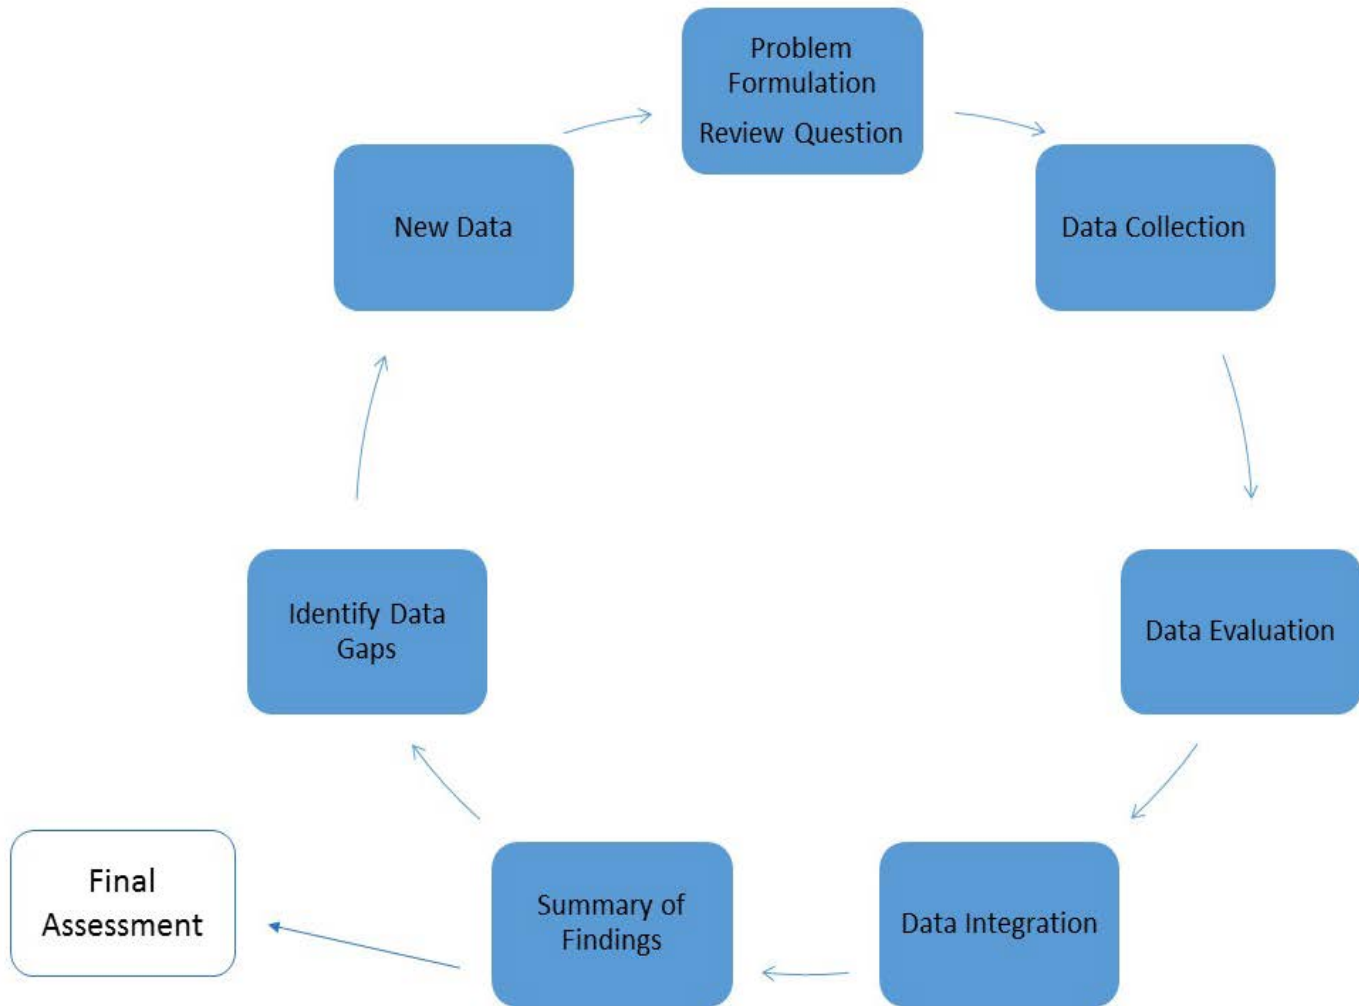 Problem
Formulation
Review Question
New Data
Data Collection
Identify Data
Gaps
Data Evaluation
Final
Assessment
Summary of
Findings
Data Integration